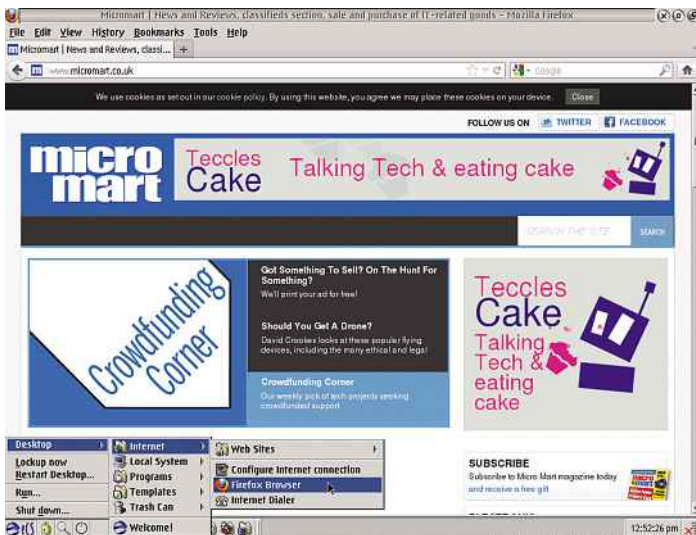 Micromart | News and Reviews, classifieds section, sale and purchase of IT-related goods – Mozilla Firefox
File Edit View History Bookmarks Tools Help
Micromart | News and Reviews, classi...
www.micromart.co.uk
Google
We use cookies as set out in our cookie policy. By using this website, you agree we may place these cookies on your device. Close
FOLLOW US ON TWITTER FACEBOOK
micro
mart
Teccles
Cake
Talking Tech & eating cake
SEARCH THE SITE SEARCH
Crowdfunding
Corner
Got Something To Sell? On The Hunt For
Something?
We'll print your ad for free!
Should You Get A Drone?
David Crookes looks at these popular flying
devices, including the many ethical and legal
Crowdfunding Corner
Our weekly pick of tech projects seeking
crowdfunded support
Teccles
Cake
Talking
Tech &
eating
cake
Desktop
Lockup now
Restart Desktop...
Run...
Shut down...
Internet
Local System
Programs
Templates
Trash Can
Welcome!
Web Sites
Configure Internet connection
Firefox Browser
Internet Dialer
SUBSCRIBE
Subscribe to Micro Mart magazine today
and receive a free gift
micro
mart
eCS
12:52:26 pm